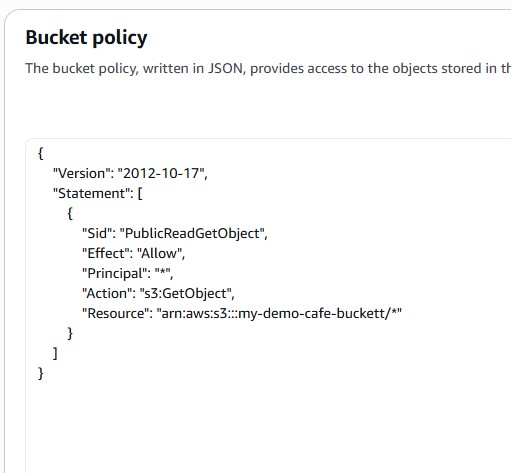 Bucket policy
The bucket policy, written in JSON, provides access to the objects stored in
{
"Version": "2012-10-17",
"Statement": [
{
"Sid": "PublicReadGetObject",
"Effect": "Allow",
"Principal": "*",
"Action": "s3:GetObject",
"Resource": "arn:aws:s3:::my-demo-cafe-buckett/*"
}
]
}